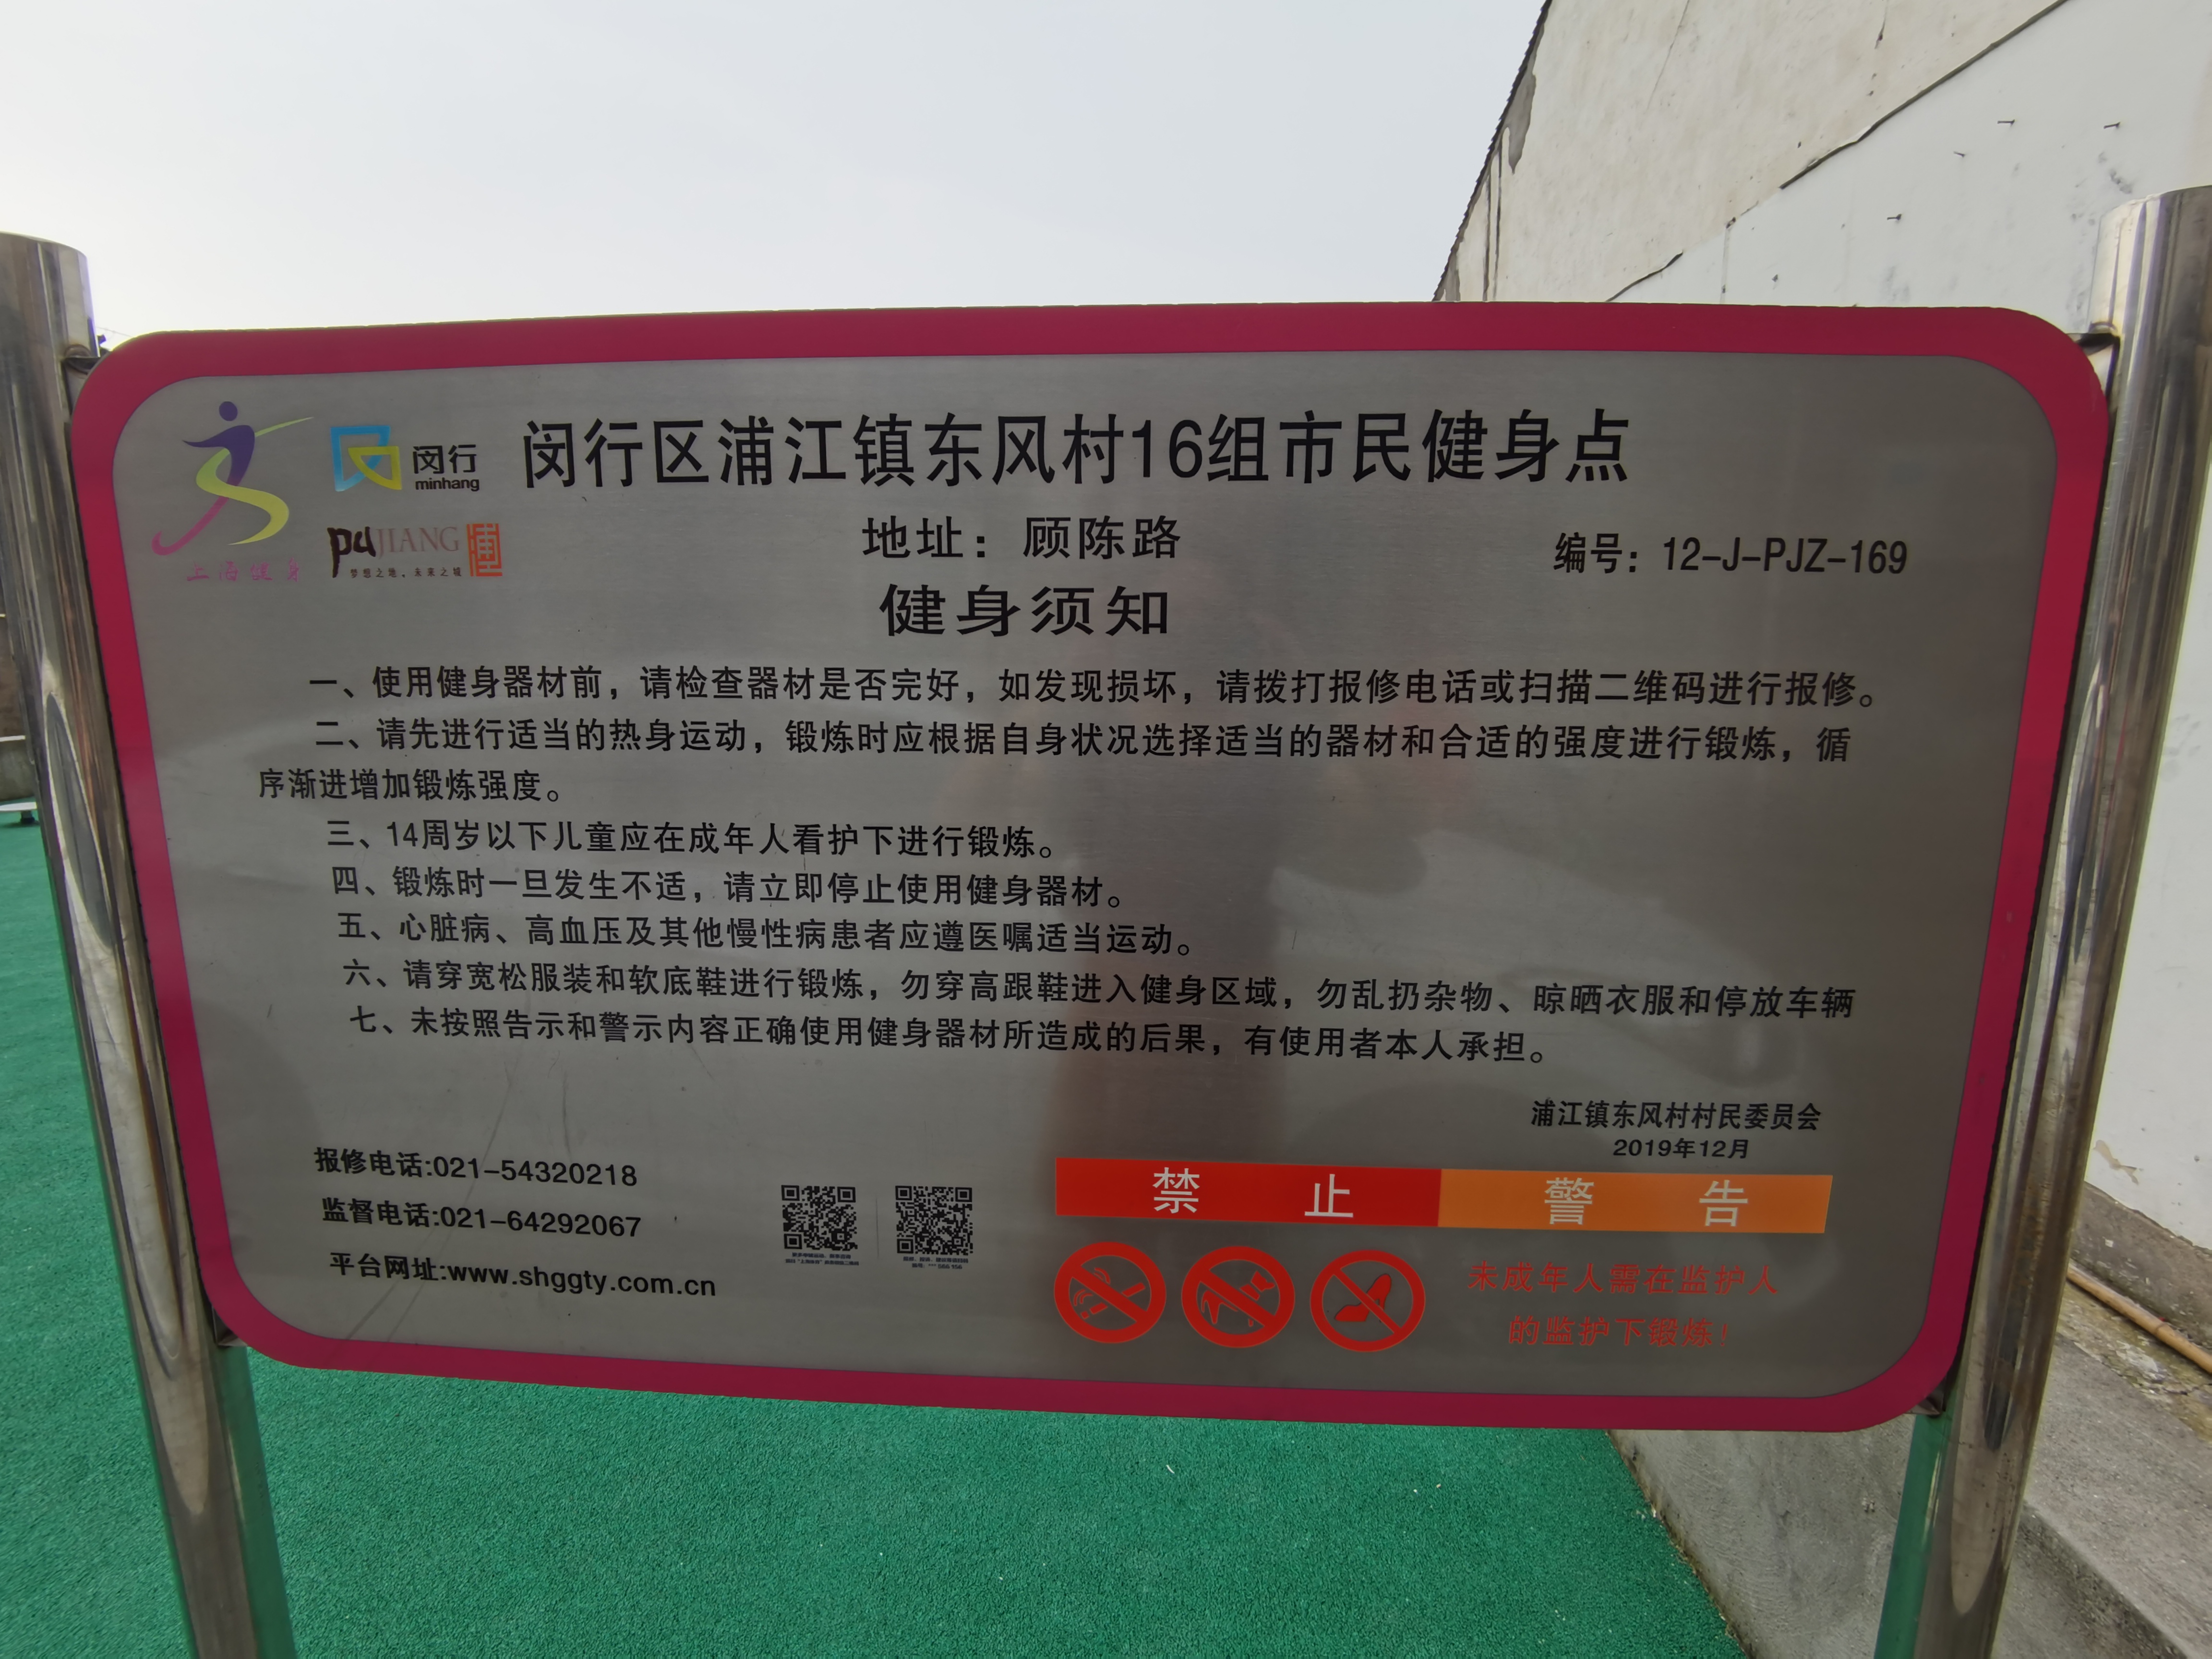 闵行区浦江镇东风村16组市民健身点
闵行
minhang
puJIANG 浦
梦想之地、未来之城
上海健身
地址：顾陈路
编号：12-J-PJZ-169
健身须知
一、使用健身器材前，请检查器材是否完好，如发现损坏，请拨打报修电话或扫描二维码进行报修。
二、请先进行适当的热身运动，锻炼时应根据自身状况选择适当的器材和合适的强度进行锻炼，循
序渐进增加锻炼强度。
三、14周岁以下儿童应在成年人看护下进行锻炼。
四、锻炼时一旦发生不适，请立即停止使用健身器材。
五、心脏病、高血压及其他慢性病患者应遵医嘱适当运动。
六、请穿宽松服装和软底鞋进行锻炼，勿穿高跟鞋进入健身区域，勿乱扔杂物、晾晒衣服和停放车辆
七、未按照告示和警示内容正确使用健身器材所造成的后果，有使用者本人承担。
浦江镇东风村村民委员会
2019年12月
报修电话:021-54320218
监督电话:021-64292067
平台网址:www.shggty.com.cn
禁止
警告
未成年人需在监护人
的监护下锻炼!